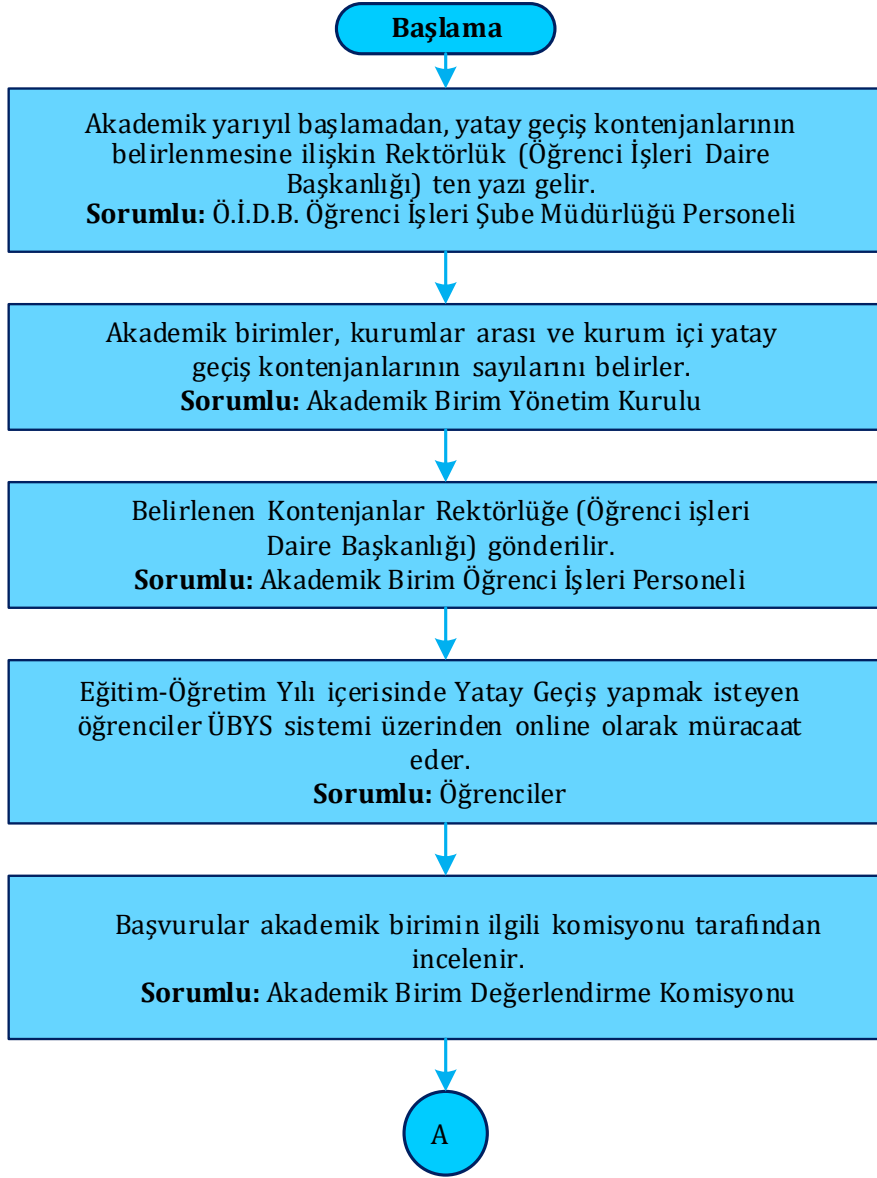 Başlama
Akademik yarıyıl başlamadan, yatay geçiş kontenjanlarının
belirlenmesine ilişkin Rektörlük (Öğrenci İşleri Daire
Başkanlığı) ten yazı gelir.
Sorumlu: Ö.İ.D.B. Öğrenci İşleri Şube Müdürlüğü Personeli
Akademik birimler, kurumlar arası ve kurum içi yatay
geçiş kontenjanlarının sayılarını belirler.
Sorumlu: Akademik Birim Yönetim Kurulu
Belirlenen Kontenjanlar Rektörlüğe (Öğrenci işleri
Daire Başkanlığı) gönderilir.
Sorumlu: Akademik Birim Öğrenci İşleri Personeli
Eğitim-Öğretim Yılı içerisinde Yatay Geçiş yapmak isteyen
öğrenciler ÜBYS sistemi üzerinden online olarak müracaat
eder.
Sorumlu: Öğrenciler
Başvurular akademik birimin ilgili komisyonu tarafından
incelenir.
Sorumlu: Akademik Birim Değerlendirme Komisyonu
A